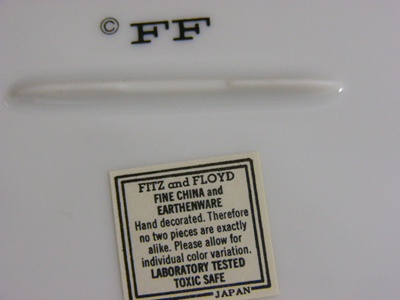 © FF
FITZ and FLOYD
FINE CHINA and
EARTHENWARE
Hand decorated. Therefore
no two pieces are exactly
alike. Please allow for
individual color variation.
LABORATORY TESTED
TOXIC SAFE
JAPAN